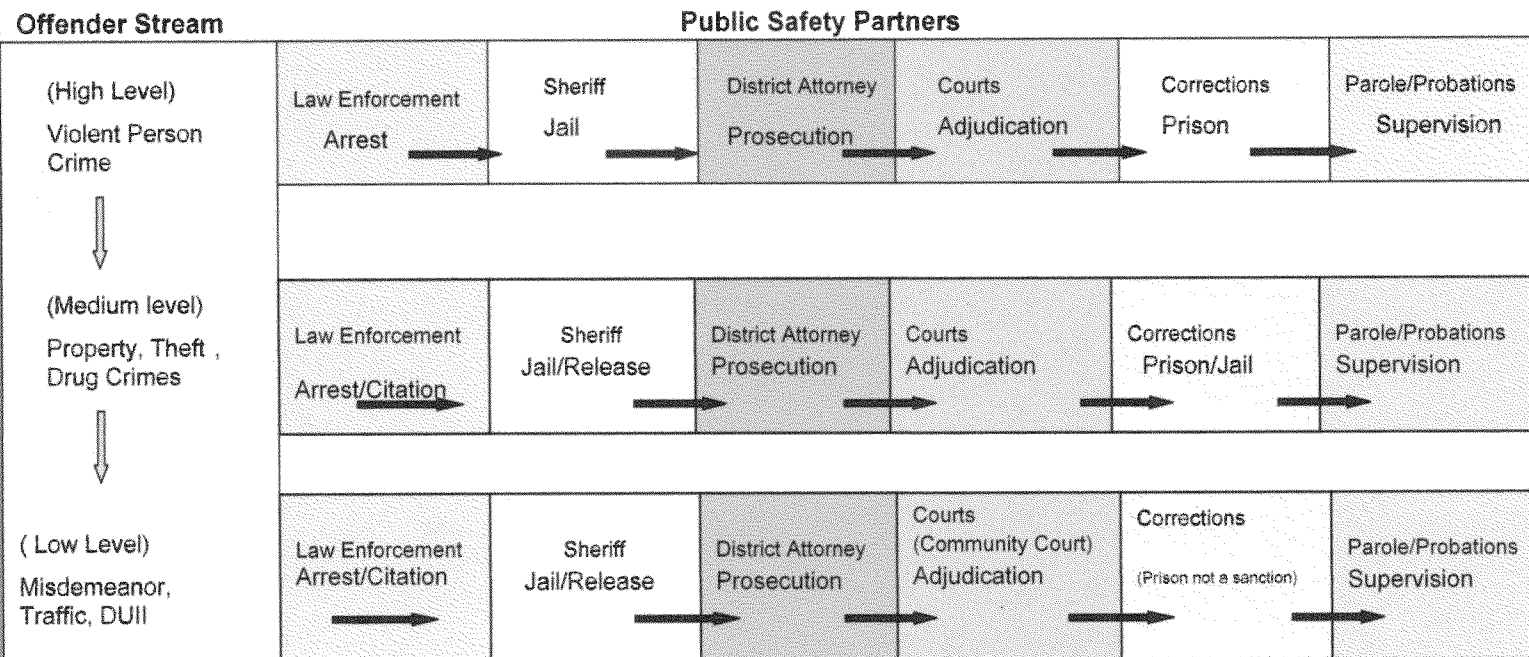 Offender Stream
Public Safety Partners
(High Level)
Violent Person
Crime
Law Enforcement
Arrest
Sheriff
Jail
District Attorney
Prosecution
Courts
Adjudication
Corrections
Prison
Parole/Probations
Supervision
(Medium level)
Property, Theft ,
Drug Crimes
Law Enforcement
Arrest/Citation
Sheriff
Jail/Release
District Attorney
Prosecution
Courts
Adjudication
Corrections
Prison/Jail
Parole/Probations
Supervision
( Low Level)
Misdemeanor,
Traffic, DUII
Law Enforcement
Arrest/Citation
Sheriff
Jail/Release
District Attorney
Prosecution
Courts
(Community Court)
Adjudication
Corrections
(Prison not a sanction)
Parole/Probations
Supervision